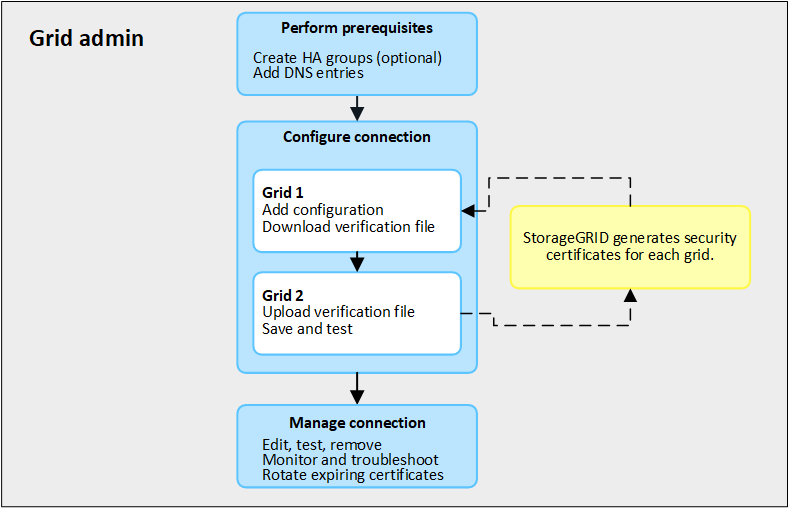 Grid admin
Perform prerequisites
Create HA groups (optional)
Add DNS entries
Configure connection
Grid 1
Add configuration
Download verification file
StorageGRID generates security
certificates for each grid.
Grid 2
Upload verification file
Save and test
Manage connection
Edit, test, remove
Monitor and troubleshoot
Rotate expiring certificates